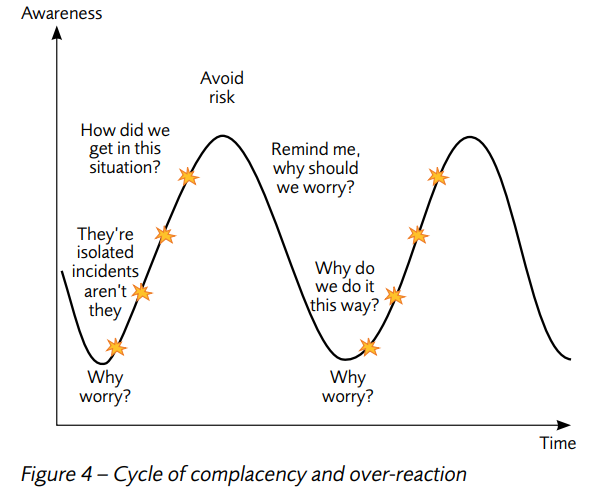 Awareness
Avoid
risk
How did we
get in this
situation?
Remind me,
why should
we worry?
They're
isolated
incidents
aren't
they
Why do
we do it
this way?
Why
worry?
Why
worry?
Time
Figure 4 – Cycle of complacency and over-reaction